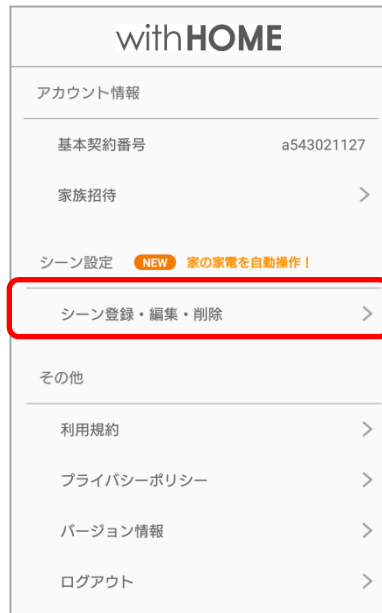 withHOME
アカウント情報
基本契約番号 a543021127
家族招待
シーン設定 NEW 家の家電を自動操作！
シーン登録・編集・削除
その他
利用規約
プライバシーポリシー
バージョン情報
ログアウト